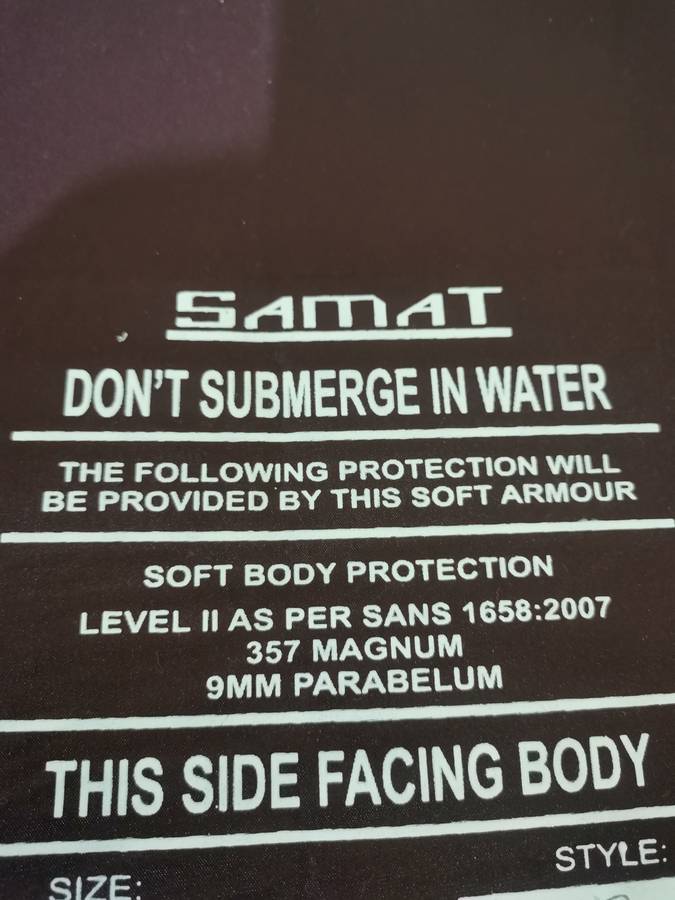 SAMAT
DON'T SUBMERGE IN WATER
THE FOLLOWING PROTECTION WILL
BE PROVIDED BY THIS SOFT ARMOUR
SOFT BODY PROTECTION
LEVEL II AS PER SANS 1658:2007
357 MAGNUM
9MM PARABELUM
THIS SIDE FACING BODY
STYLE:
SIZE: